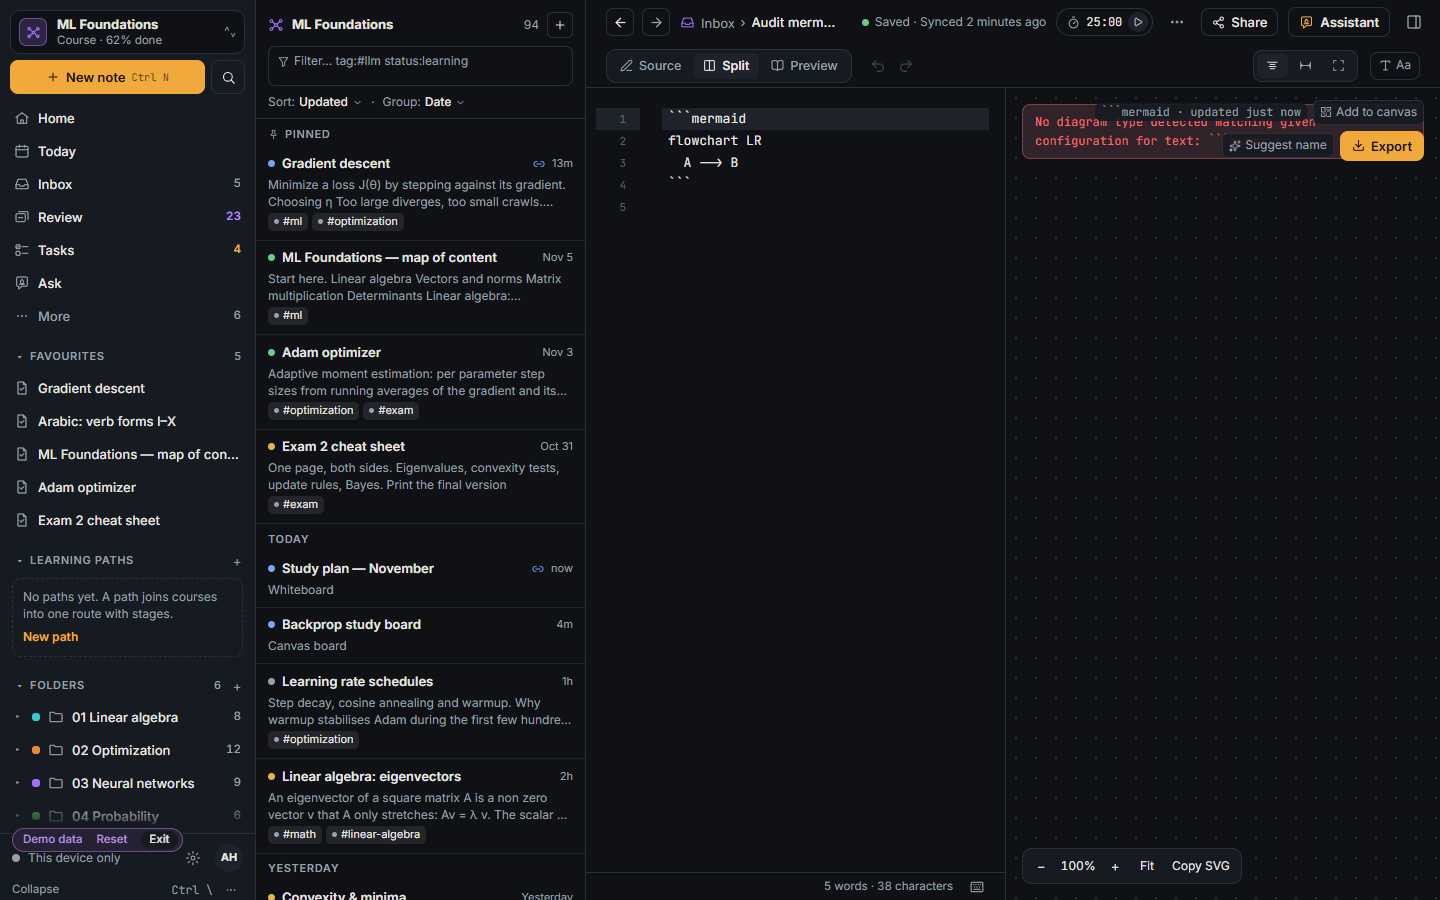 ML Foundations
Course · 62% done
New note Ctrl N
Home
Today
Inbox 5
Review 23
Tasks 4
Ask
More 6
FAVOURITES 5
Gradient descent
Arabic: verb forms I–X
ML Foundations — map of con...
Adam optimizer
Exam 2 cheat sheet
LEARNING PATHS +
No paths yet. A path joins courses
into one route with stages.
New path
FOLDERS 6 +
01 Linear algebra 8
02 Optimization 12
03 Neural networks 9
04 Probability 6
Demo data Reset Exit
This device only AH
Collapse Ctrl \ ...
ML Foundations 94 +
Filter... tag:#llm status:learning
Sort: Updated · Group: Date
PINNED
Gradient descent 13m
Minimize a loss J(θ) by stepping against its gradient.
Choosing η Too large diverges, too small crawls....
#ml #optimization
ML Foundations — map of content Nov 5
Start here. Linear algebra Vectors and norms Matrix
multiplication Determinants Linear algebra:...
#ml
Adam optimizer Nov 3
Adaptive moment estimation: per parameter step
sizes from running averages of the gradient and its...
#optimization #exam
Exam 2 cheat sheet Oct 31
One page, both sides. Eigenvalues, convexity tests,
update rules, Bayes. Print the final version
#exam
TODAY
Study plan — November now
Whiteboard
Backprop study board 4m
Canvas board
Learning rate schedules 1h
Step decay, cosine annealing and warmup. Why
warmup stabilises Adam during the first few hundre...
#optimization
Linear algebra: eigenvectors 2h
An eigenvector of a square matrix A is a non zero
vector v that A only stretches: Av = λ v. The scalar ...
#math #linear-algebra
YESTERDAY
Convexity & minima Yesterday
Inbox › Audit merm... Saved · Synced 2 minutes ago 25:00 ... Share Assistant
Source Split Preview T Aa
1 ```mermaid
2 flowchart LR
3 A ⟶ B
4 ```
5
5 words · 38 characters
```mermaid · updated just now Add to canvas
No diagram type detected matching given
configuration for text: ``
Suggest name Export
− 100% + Fit Copy SVG